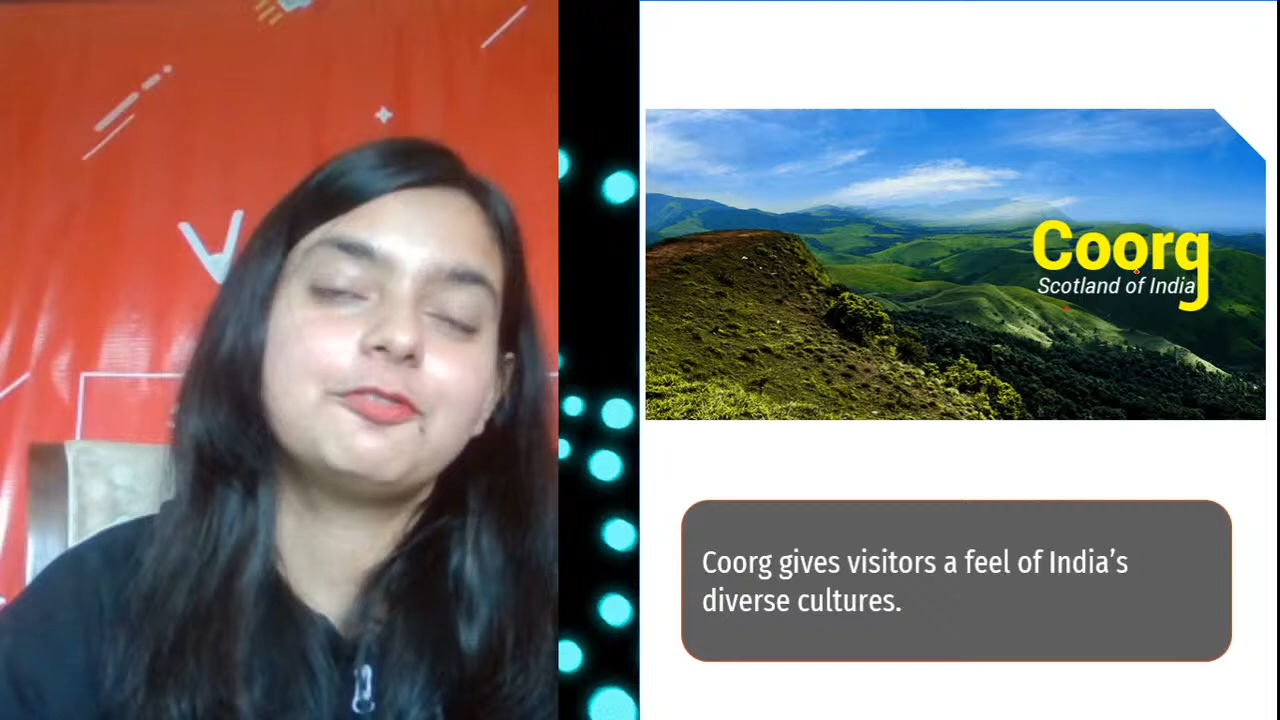 V
Coorg
Scotland of India
Coorg gives visitors a feel of India’s
diverse cultures.